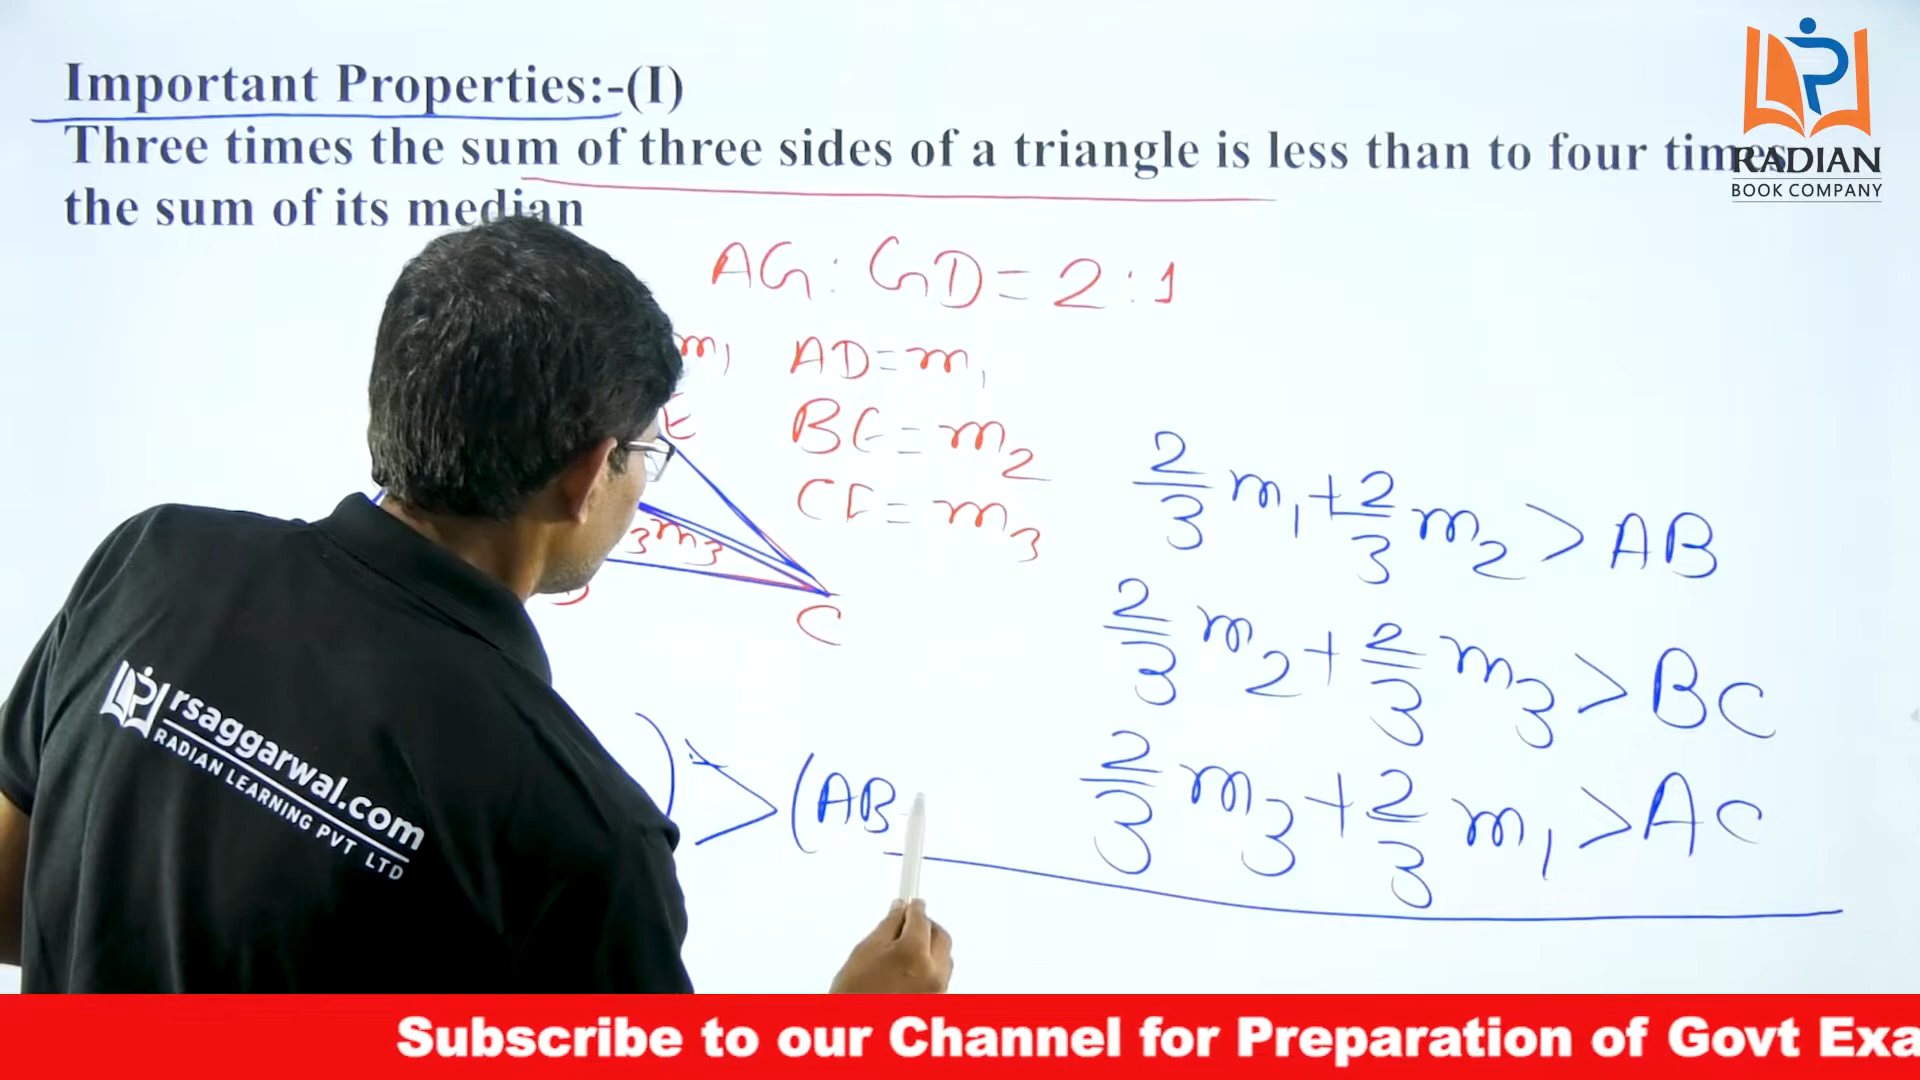 Important Properties:-(I)
Three times the sum of three sides of a triangle is less than to four times
the sum of its median
RADIAN
BOOK COMPANY
AG : GD = 2 : 1
m₁
AD = m₁
E
BE = m₂
CF = m₃
3 m₃
C
2/3 m₁ + 2/3 m₂ > AB
2/3 m₂ + 2/3 m₃ > BC
2/3 m₃ + 2/3 m₁ > AC
) > (AB
rsaggarwal.com
RADIAN LEARNING PVT LTD
Subscribe to our Channel for Preparation of Govt Exa